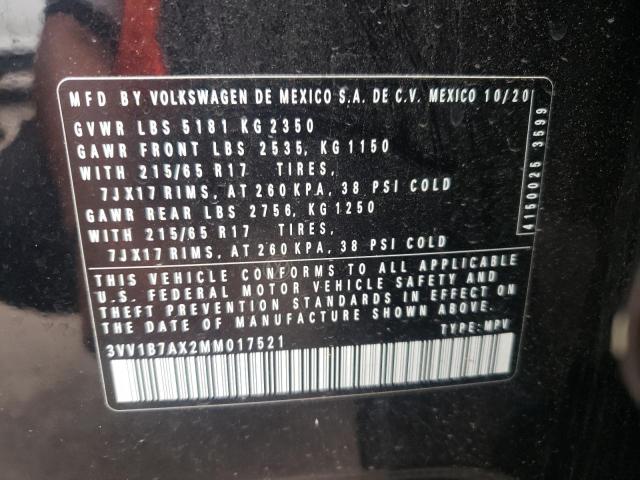 MFD BY VOLKSWAGEN DE MEXICO S.A. DE C.V. MEXICO 10/20
GVWR LBS 5181 KG 2350
GAWR FRONT LBS 2535, KG 1150
WITH 215/65 R17 TIRES,
7JX17 RIMS, AT 260 KPA, 38 PSI COLD
GAWR REAR LBS 2756, KG 1250
WITH 215/65 R17 TIRES,
7JX17 RIMS, AT 260 KPA, 38 PSI COLD
THIS VEHICLE CONFORMS TO ALL APPLICABLE
U.S. FEDERAL MOTOR VEHICLE SAFETY AND
THEFT PREVENTION STANDARDS IN EFFECT ON
THE DATE OF MANUFACTURE SHOWN ABOVE
3VV1B7AX2MM017521 TYPE: MPV
4150025 3599